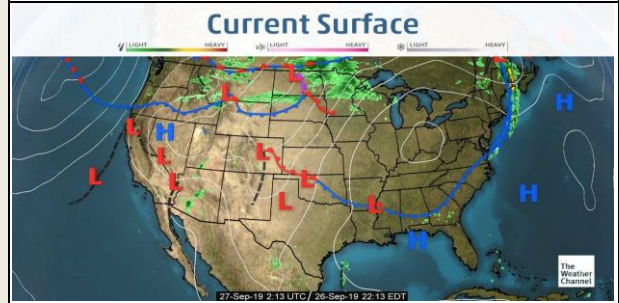 Current Surface
LIGHT HEAVY LIGHT HEAVY LIGHT HEAVY
L
L
H
L
H
L
L
L
L
L
L
L
L
H
H
The
Weather
Channel
27-Sep-19 2:13 UTC / 26-Sep-19 22:13 EDT